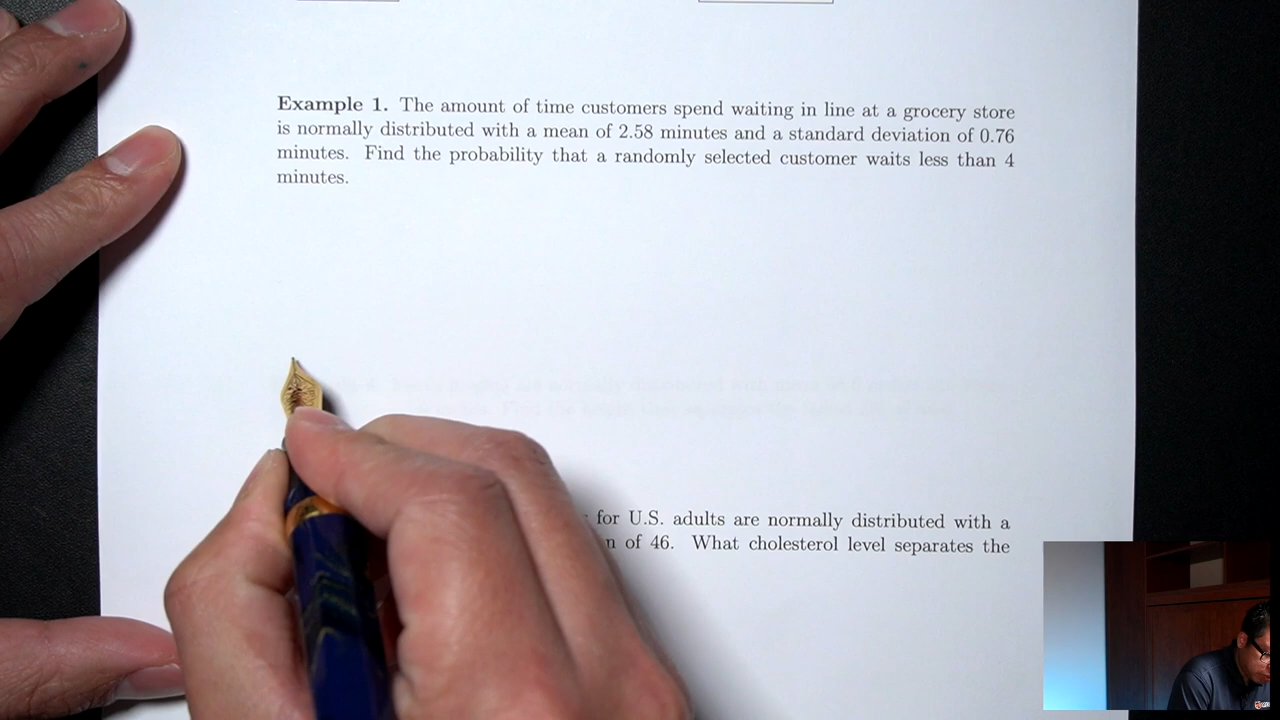 Example 1. The amount of time customers spend waiting in line at a grocery store
is normally distributed with a mean of 2.58 minutes and a standard deviation of 0.76
minutes. Find the probability that a randomly selected customer waits less than 4
minutes.
for U.S. adults are normally distributed with a
n of 46. What cholesterol level separates the